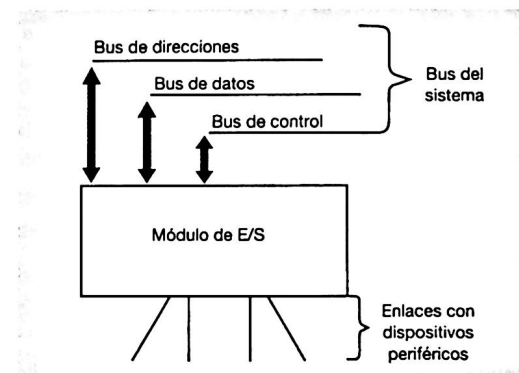 Bus de direcciones
Bus de datos
Bus de control
Bus del
sistema
Módulo de E/S
Enlaces con
dispositivos
periféricos